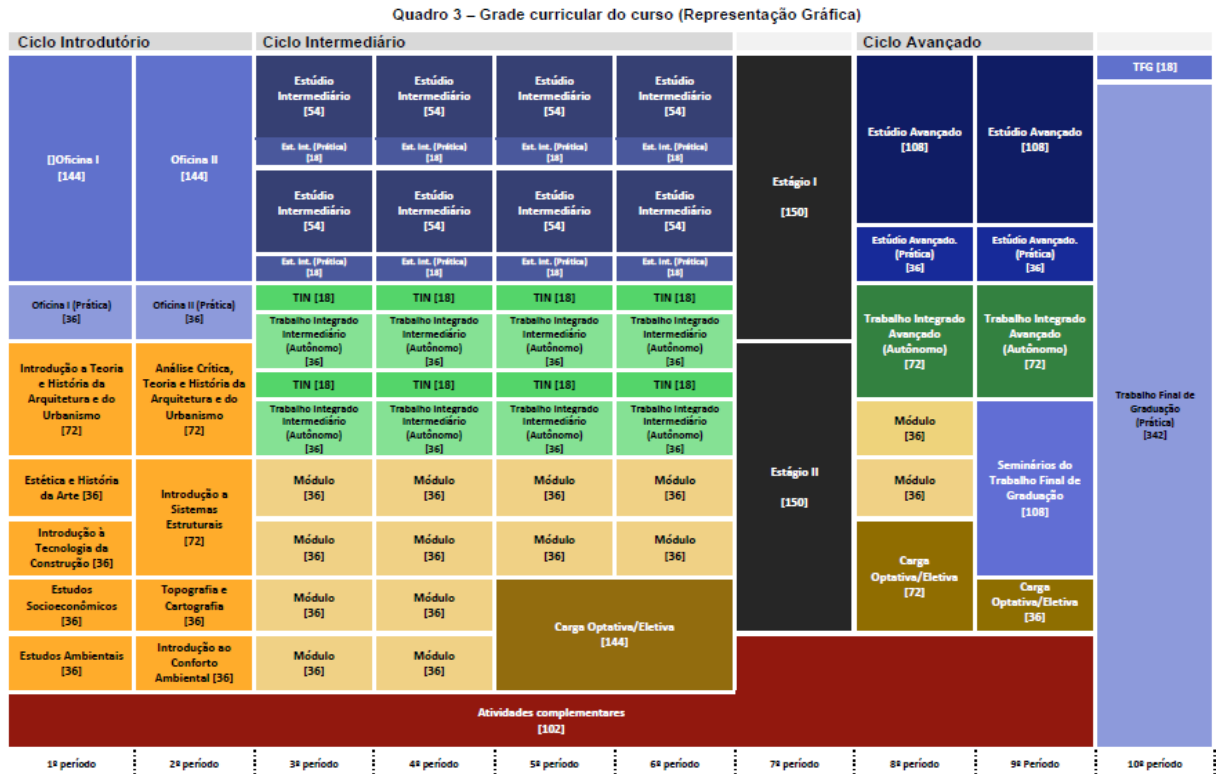 Quadro 3 – Grade curricular do curso (Representação Gráfica)
Ciclo Introdutório
Ciclo Intermediário
Ciclo Avançado
[]Oficina I
[144]
Oficina I (Prática)
[36]
Introdução a Teoria
e História da
Arquitetura e do
Urbanismo
[72]
Estética e História
da Arte [36]
Introdução à
Tecnologia da
Construção [36]
Estudos
Socioeconômicos
[36]
Estudos Ambientais
[36]
Oficina II
[144]
Oficina II (Prática)
[36]
Análise Crítica,
Teoria e História da
Arquitetura e do
Urbanismo
[72]
Introdução a
Sistemas
Estruturais
[72]
Topografia e
Cartografia
[36]
Introdução ao
Conforto
Ambiental [36]
Estúdio
Intermediário
[54]
Est. Int. (Prática)
[18]
Estúdio
Intermediário
[54]
Est. Int. (Prática)
[18]
TIN [18]
Trabalho Integrado
Intermediário
(Autônomo)
[36]
TIN [18]
Trabalho Integrado
Intermediário
(Autônomo)
[36]
Módulo
[36]
Módulo
[36]
Módulo
[36]
Módulo
[36]
Estúdio
Intermediário
[54]
Est. Int. (Prática)
[18]
Estúdio
Intermediário
[54]
Est. Int. (Prática)
[18]
TIN [18]
Trabalho Integrado
Intermediário
(Autônomo)
[36]
TIN [18]
Trabalho Integrado
Intermediário
(Autônomo)
[36]
Módulo
[36]
Módulo
[36]
Módulo
[36]
Módulo
[36]
Estúdio
Intermediário
[54]
Est. Int. (Prática)
[18]
Estúdio
Intermediário
[54]
Est. Int. (Prática)
[18]
TIN [18]
Trabalho Integrado
Intermediário
(Autônomo)
[36]
TIN [18]
Trabalho Integrado
Intermediário
(Autônomo)
[36]
Módulo
[36]
Módulo
[36]
Estúdio
Intermediário
[54]
Est. Int. (Prática)
[18]
Estúdio
Intermediário
[54]
Est. Int. (Prática)
[18]
TIN [18]
Trabalho Integrado
Intermediário
(Autônomo)
[36]
TIN [18]
Trabalho Integrado
Intermediário
(Autônomo)
[36]
Módulo
[36]
Módulo
[36]
Carga Optativa/Eletiva
[144]
Estágio I
[150]
Estágio II
[150]
Estúdio Avançado
[108]
Estúdio Avançado.
(Prática)
[36]
Trabalho Integrado
Avançado
(Autônomo)
[72]
Módulo
[36]
Módulo
[36]
Carga
Optativa/Eletiva
[72]
Estúdio Avançado
[108]
Estúdio Avançado.
(Prática)
[36]
Trabalho Integrado
Avançado
(Autônomo)
[72]
Seminários do
Trabalho Final de
Graduação
[108]
Carga
Optativa/Eletiva
[36]
TFG [18]
Trabalho Final de
Graduação
(Prática)
[342]
Atividades complementares
[102]
1º período
2º período
3º período
4º período
5º período
6º período
7º período
8º período
9º Período
10º período